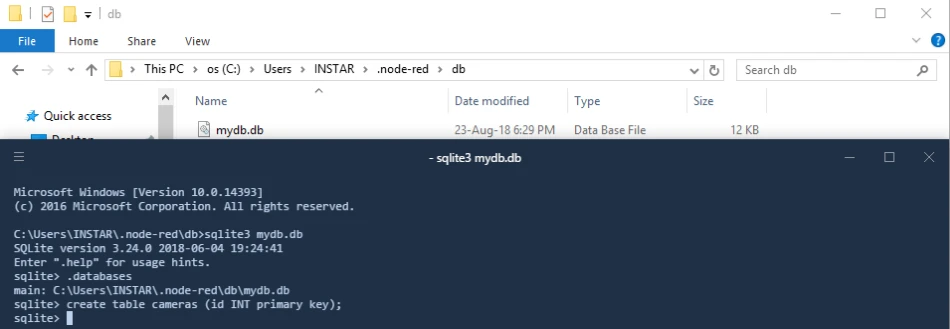 db
File Home Share View
This PC > os (C:) > Users > INSTAR > .node-red > db
Search db
Name Date modified Type Size
Quick access
mydb.db 23-Aug-18 6:29 PM Data Base File 12 KB
Desktop
- sqlite3 mydb.db
Microsoft Windows [Version 10.0.14393]
(c) 2016 Microsoft Corporation. All rights reserved.
C:\Users\INSTAR\.node-red\db>sqlite3 mydb.db
SQLite version 3.24.0 2018-06-04 19:24:41
Enter ".help" for usage hints.
sqlite> .databases
main: C:\Users\INSTAR\.node-red\db\mydb.db
sqlite> create table cameras (id INT primary key);
sqlite>